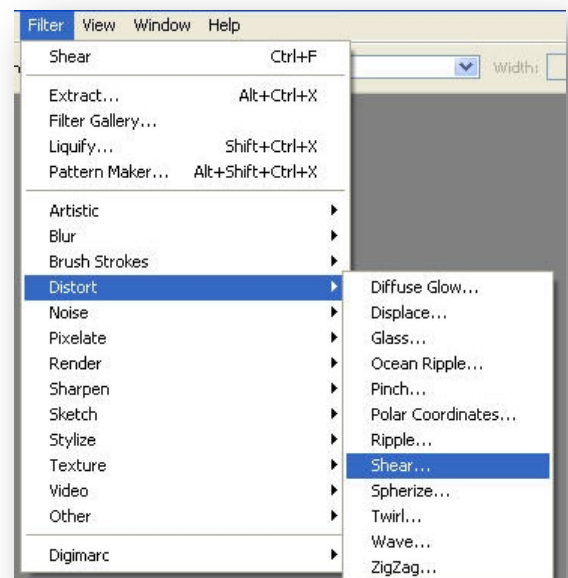 Filter View Window Help
Shear Ctrl+F
Width:
Extract... Alt+Ctrl+X
Filter Gallery...
Liquify... Shift+Ctrl+X
Pattern Maker... Alt+Shift+Ctrl+X
Artistic
Blur
Brush Strokes
Distort
Noise
Pixelate
Render
Sharpen
Sketch
Stylize
Texture
Video
Other
Digimarc
Diffuse Glow...
Displace...
Glass...
Ocean Ripple...
Pinch...
Polar Coordinates...
Ripple...
Shear...
Spherize...
Twirl...
Wave...
ZigZag...